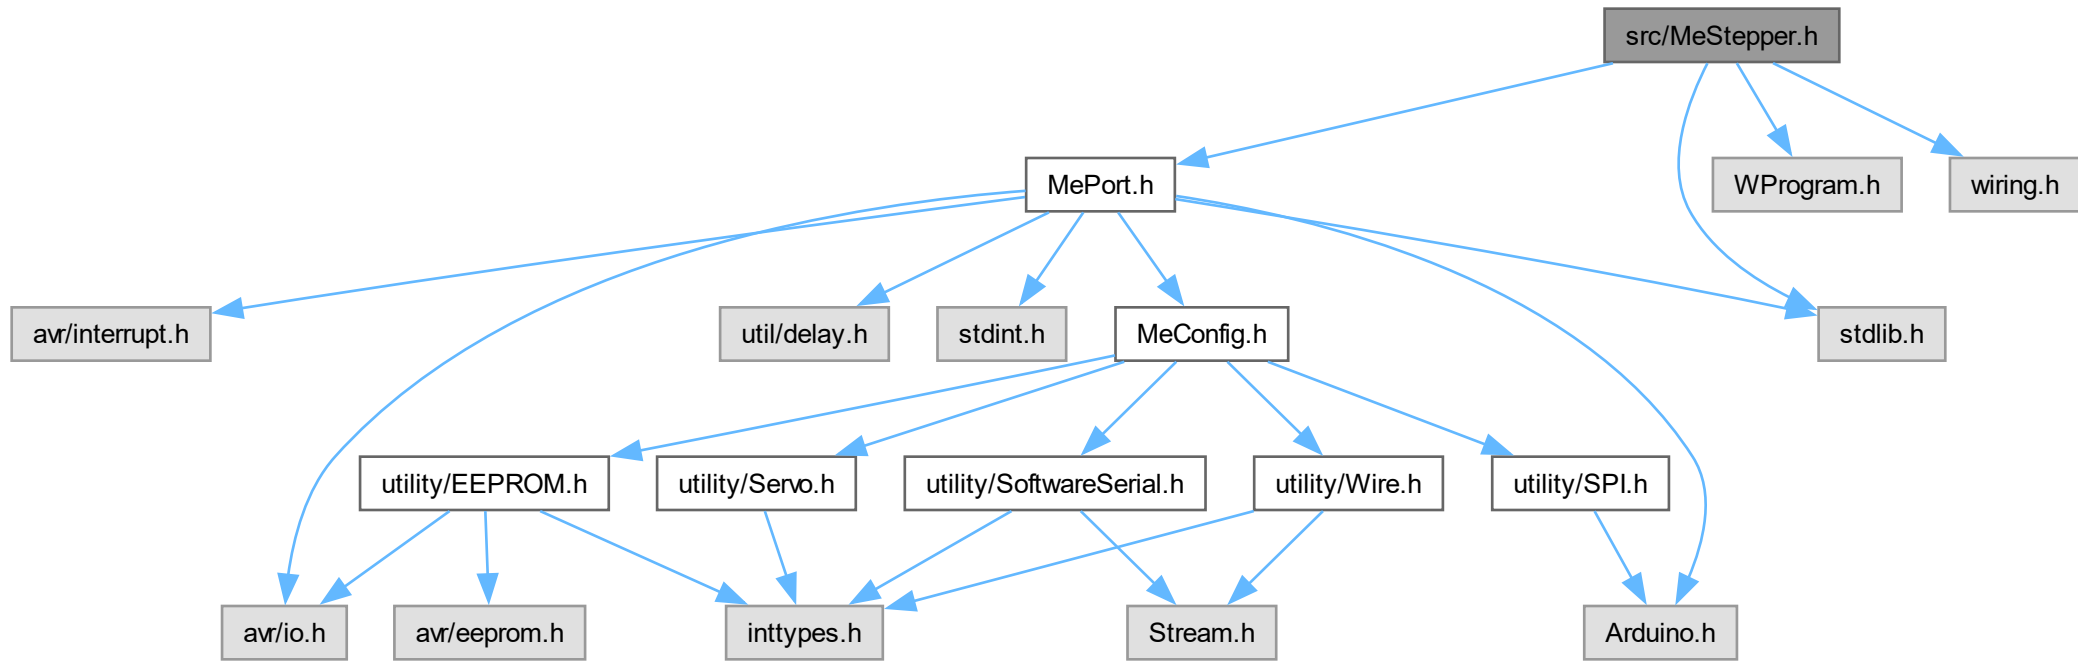 src/MeStepper.h
MePort.h
WProgram.h
wiring.h
avr/interrupt.h
util/delay.h
stdint.h
MeConfig.h
stdlib.h
utility/EEPROM.h
utility/Servo.h
utility/SoftwareSerial.h
utility/Wire.h
utility/SPI.h
avr/io.h
avr/eeprom.h
inttypes.h
Stream.h
Arduino.h